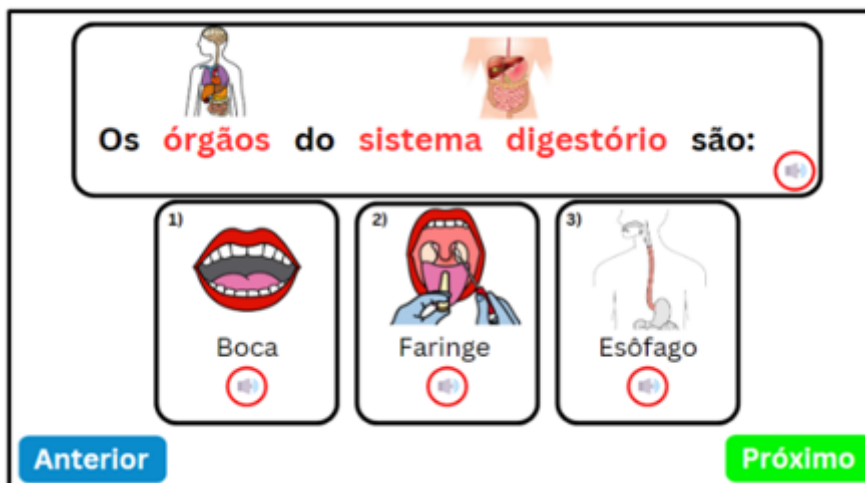 Os órgãos do sistema digestório são:
1)
2)
3)
Boca
Faringe
Esôfago
Anterior
Próximo